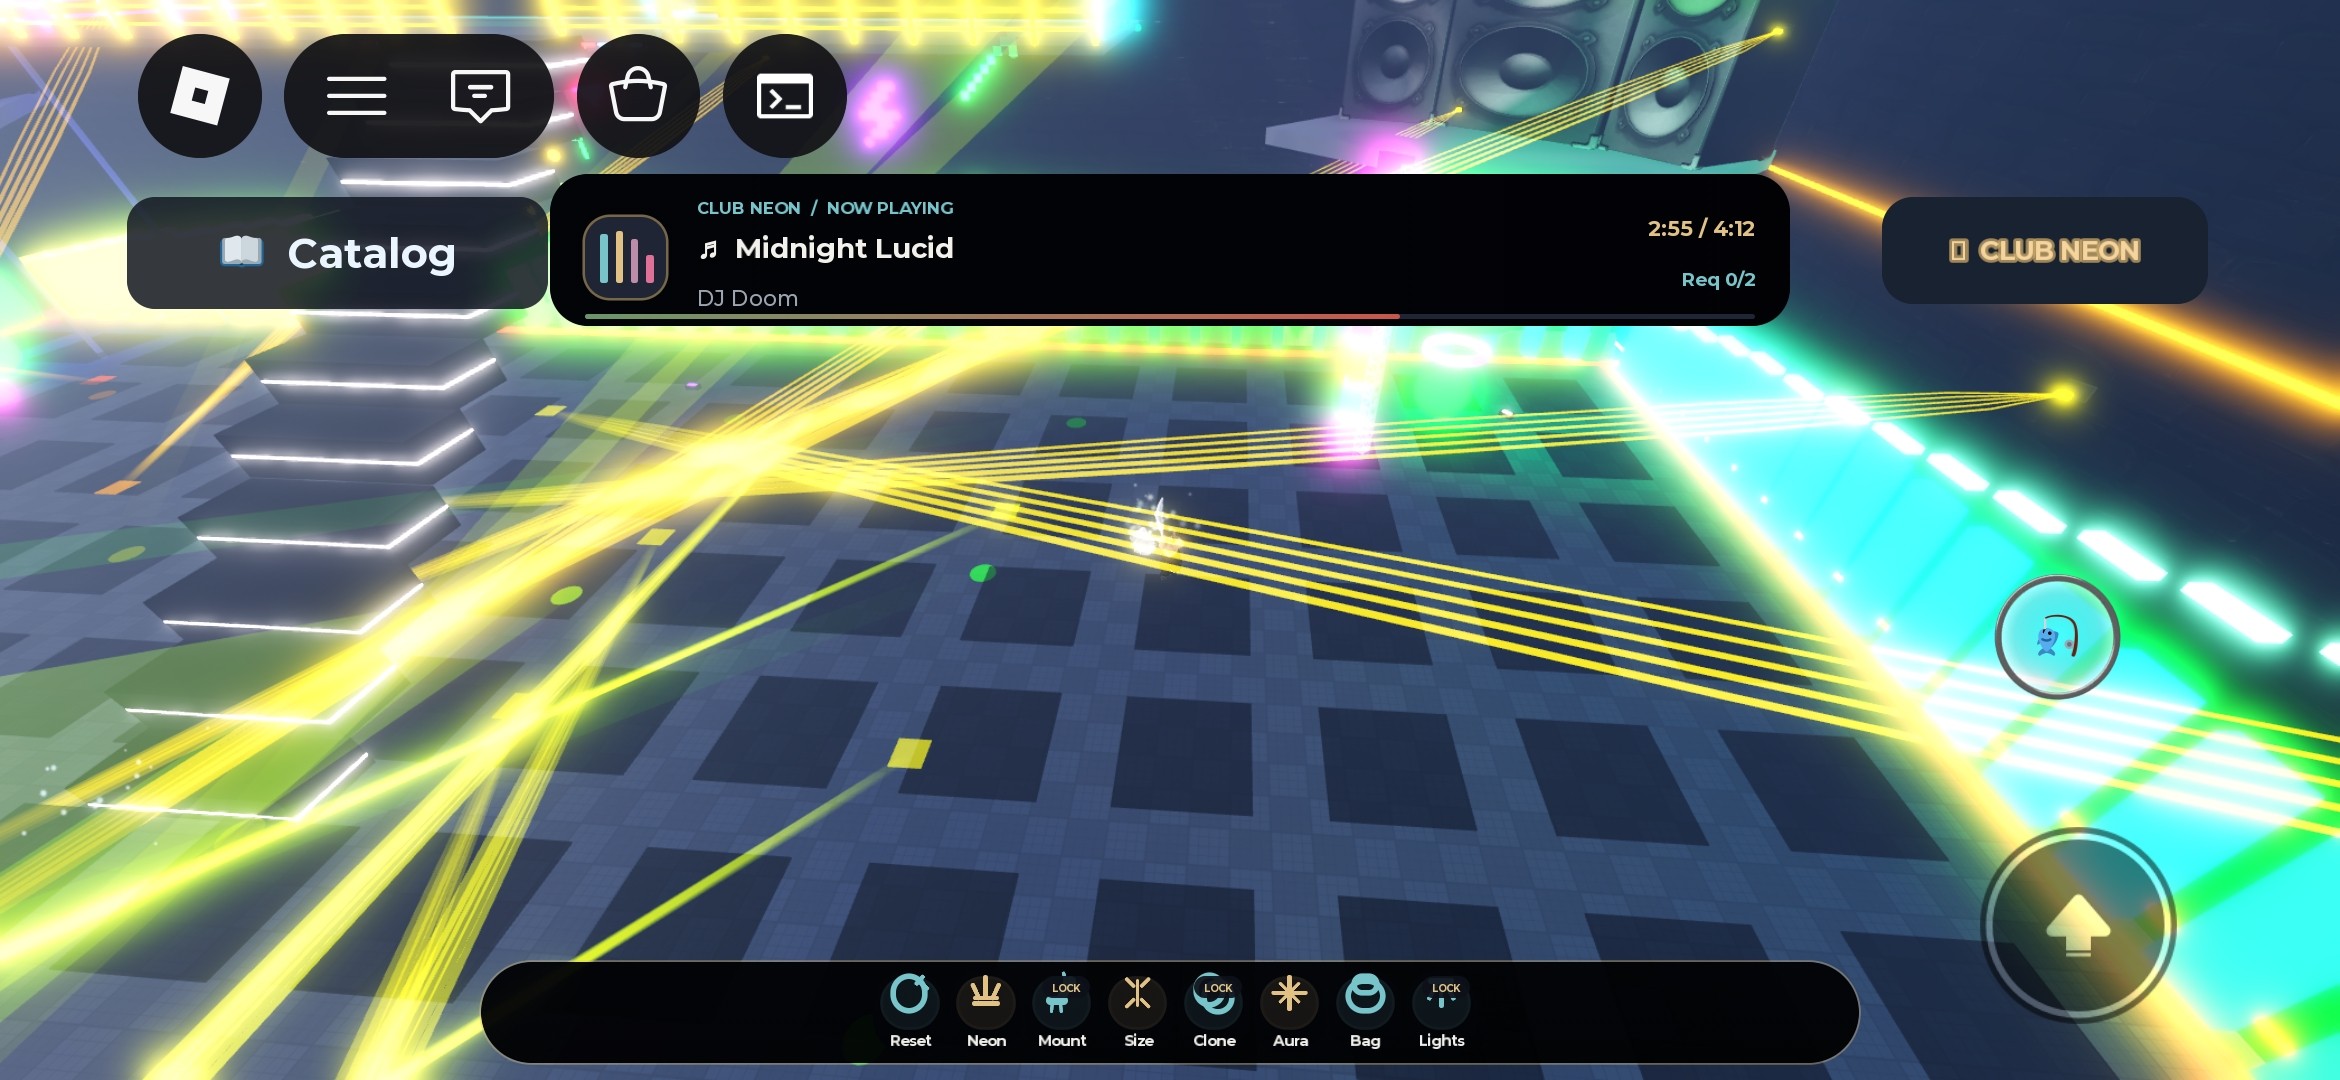 Catalog
CLUB NEON / NOW PLAYING
♬ Midnight Lucid
DJ Doom
2:55 / 4:12
Req 0/2
CLUB NEON
LOCK
LOCK
LOCK
Reset
Neon
Mount
Size
Clone
Aura
Bag
Lights